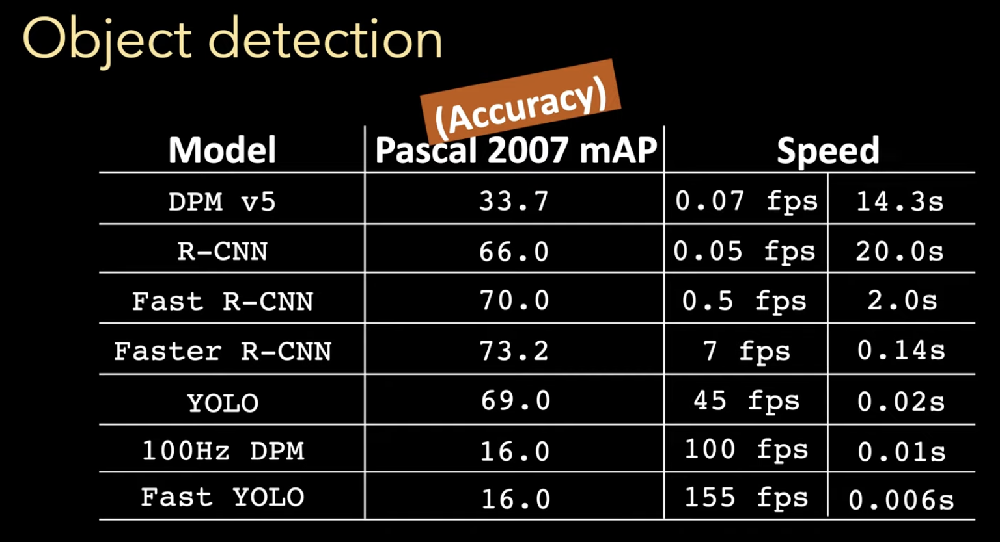 Object detection
(Accuracy)
Model Pascal 2007 mAP Speed
DPM v5 33.7 0.07 fps 14.3s
R-CNN 66.0 0.05 fps 20.0s
Fast R-CNN 70.0 0.5 fps 2.0s
Faster R-CNN 73.2 7 fps 0.14s
YOLO 69.0 45 fps 0.02s
100Hz DPM 16.0 100 fps 0.01s
Fast YOLO 16.0 155 fps 0.006s